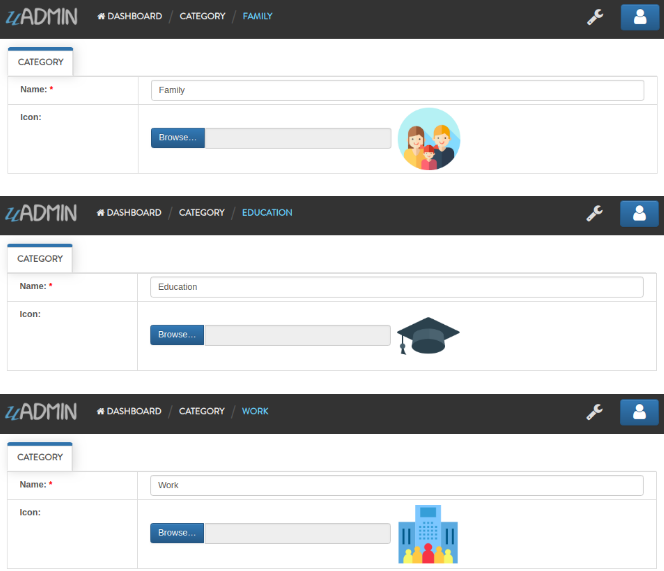 uADMIN DASHBOARD / CATEGORY / FAMILY
CATEGORY
Name: * Family
Icon:
Browse...
uADMIN DASHBOARD / CATEGORY / EDUCATION
CATEGORY
Name: * Education
Icon:
Browse...
uADMIN DASHBOARD / CATEGORY / WORK
CATEGORY
Name: * Work
Icon:
Browse...